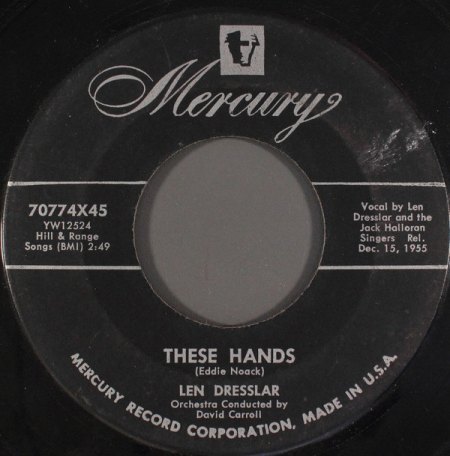 Mercury
70774X45
YW12524
Hill & Range
Songs (BMI) 2:49
Vocal by Len
Dresslar and the
Jack Halloran
Singers Rel.
Dec. 15, 1955
THESE HANDS
(Eddie Noack)
LEN DRESSLAR
Orchestra Conducted by
David Carroll
MERCURY RECORD CORPORATION, MADE IN U.S.A.